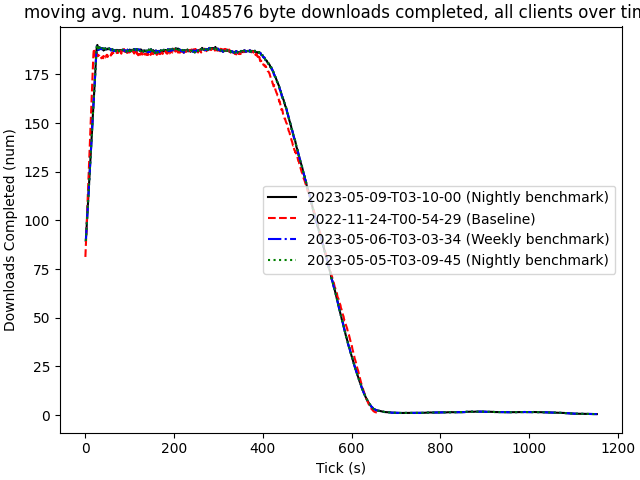 moving avg. num. 1048576 byte downloads completed, all clients over tim
175
150
125
100
75
50
25
0
Downloads Completed (num)
2023-05-09-T03-10-00 (Nightly benchmark)
2022-11-24-T00-54-29 (Baseline)
2023-05-06-T03-03-34 (Weekly benchmark)
2023-05-05-T03-09-45 (Nightly benchmark)
0 200 400 600 800 1000 1200
Tick (s)